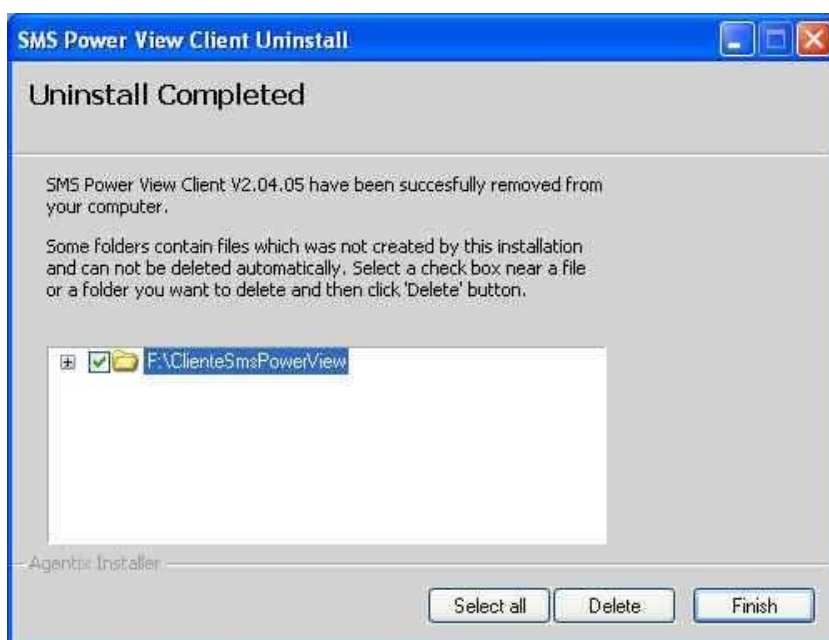 SMS Power View Client Uninstall
Uninstall Completed
SMS Power View Client V2.04.05 have been succesfully removed from
your computer.
Some folders contain files which was not created by this installation
and can not be deleted automatically. Select a check box near a file
or a folder you want to delete and then click 'Delete' button.
F:\ClienteSmsPowerView
Agentix Installer
Select all
Delete
Finish